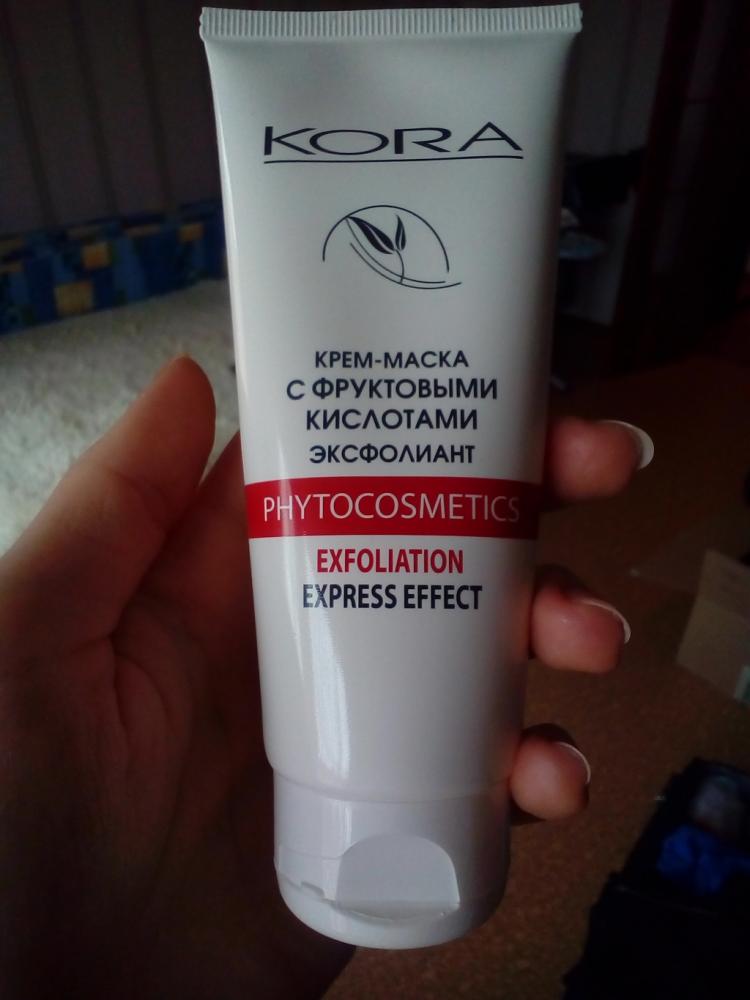 KORA
КРЕМ-МАСКА
С ФРУКТОВЫМИ
КИСЛОТАМИ
ЭКСФОЛИАНТ
PHYTOCOSMETICS
EXFOLIATION
EXPRESS EFFECT